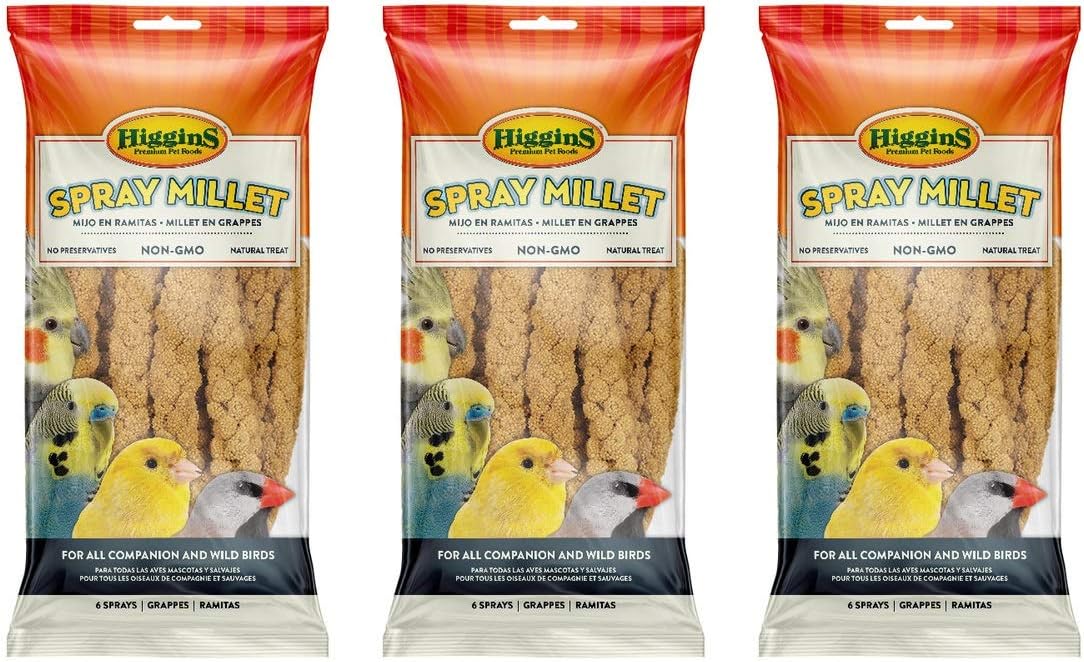 Higgins
Premium Pet Foods
SPRAY MILLET
MIJO EN RAMITAS • MILLET EN GRAPPES
NO PRESERVATIVES NON-GMO NATURAL TREAT
FOR ALL COMPANION AND WILD BIRDS
PARA TODAS LAS AVES MASCOTAS Y SALVAJES
POUR TOUS LES OISEAUX DE COMPAGNIE ET SAUVAGES
6 SPRAYS | GRAPPES | RAMITAS
Higgins
Premium Pet Foods
SPRAY MILLET
MIJO EN RAMITAS • MILLET EN GRAPPES
NO PRESERVATIVES NON-GMO NATURAL TREAT
FOR ALL COMPANION AND WILD BIRDS
PARA TODAS LAS AVES MASCOTAS Y SALVAJES
POUR TOUS LES OISEAUX DE COMPAGNIE ET SAUVAGES
6 SPRAYS | GRAPPES | RAMITAS
Higgins
Premium Pet Foods
SPRAY MILLET
MIJO EN RAMITAS • MILLET EN GRAPPES
NO PRESERVATIVES NON-GMO NATURAL TREAT
FOR ALL COMPANION AND WILD BIRDS
PARA TODAS LAS AVES MASCOTAS Y SALVAJES
POUR TOUS LES OISEAUX DE COMPAGNIE ET SAUVAGES
6 SPRAYS | GRAPPES | RAMITAS